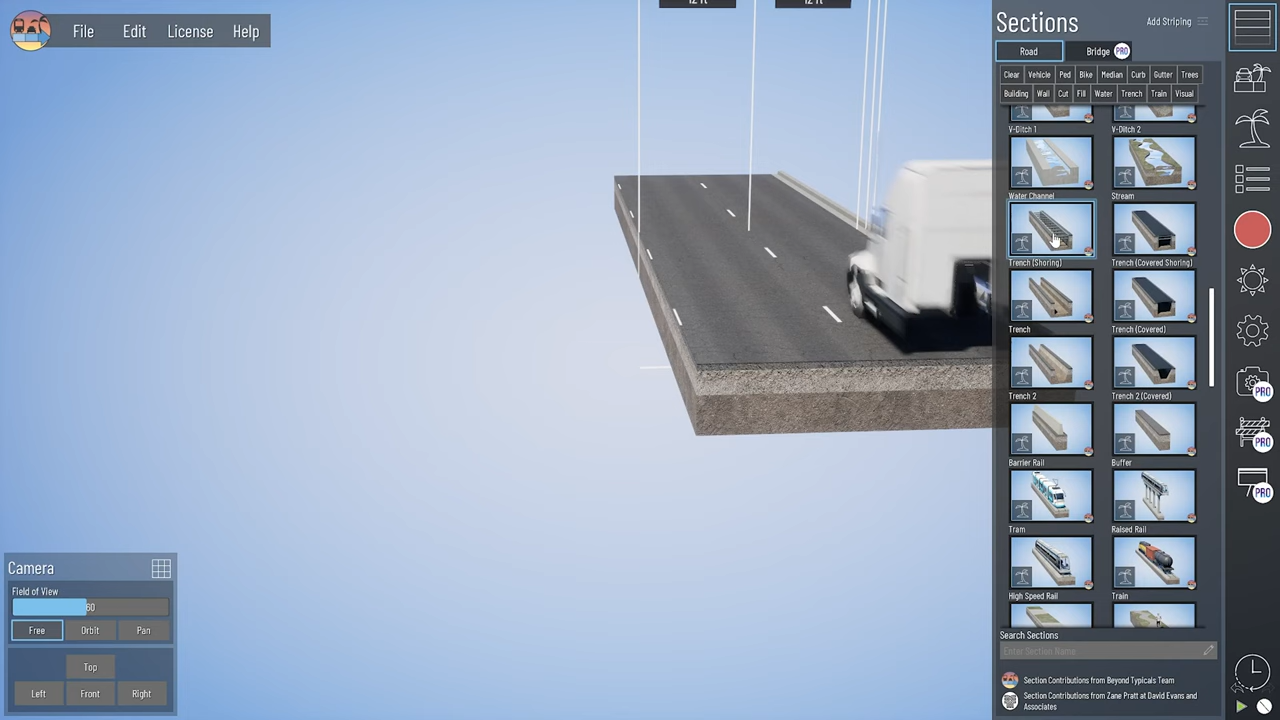 12 ft 12 ft
File Edit License Help
Sections
Add Striping
Road Bridge PRO
Clear Vehicle Ped Bike Median Curb Gutter Trees
Building Wall Cut Fill Water Trench Train Visual
V-Ditch 1 V-Ditch 2
Water Channel Stream
Trench (Shoring) Trench (Covered Shoring)
Trench Trench (Covered)
Trench 2 Trench 2 (Covered)
Barrier Rail Buffer
Tram Raised Rail
High Speed Rail Train
Search Sections
Enter Section Name
Section Contributions from Beyond Typicals Team
Section Contributions from Zane Pratt at David Evans and
Associates
PRO
PRO
PRO
Camera
Field of View
60
Free Orbit Pan
Top
Left Front Right